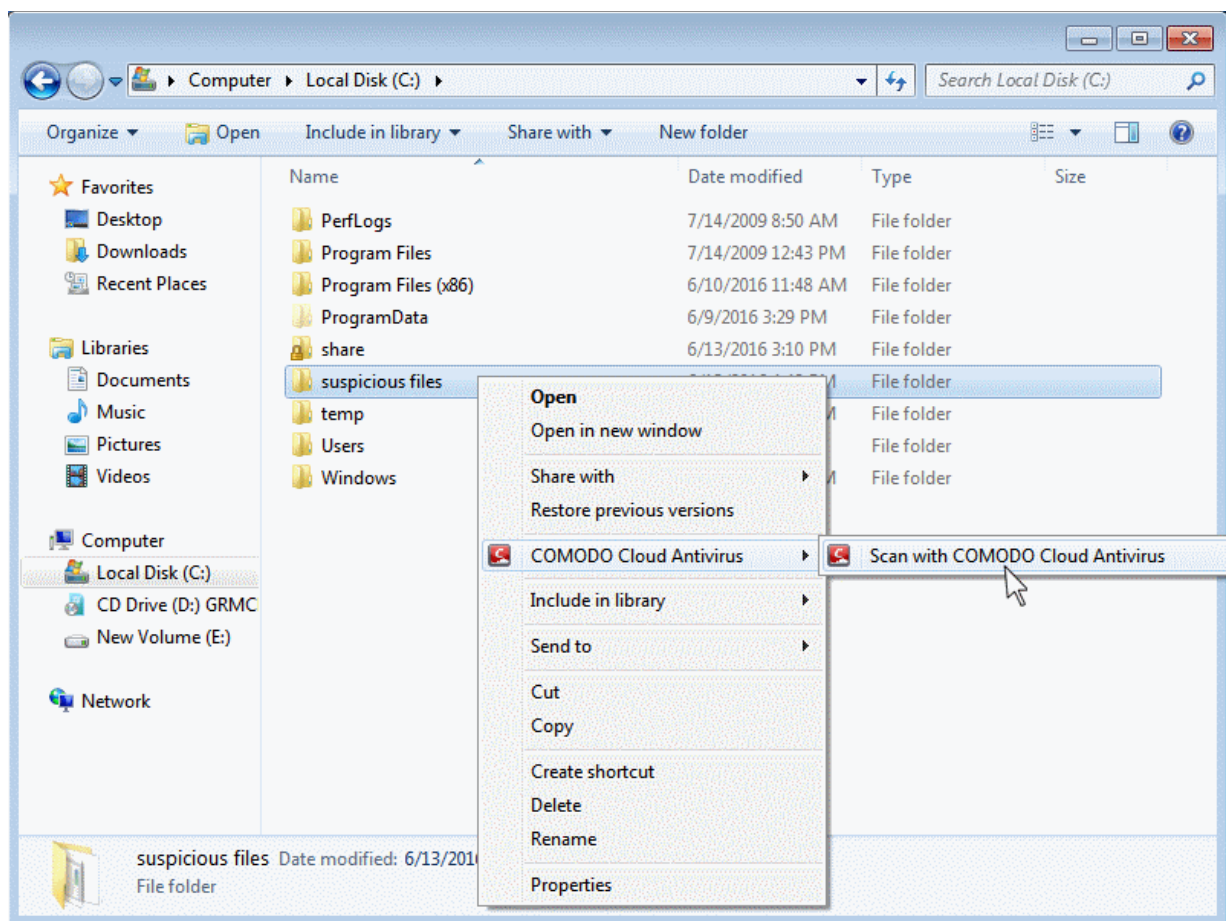 Computer Local Disk (C:)
Search Local Disk (C:)
Organize Open Include in library Share with New folder
Name Date modified Type Size
Favorites
Desktop
Downloads
Recent Places
Libraries
Documents
Music
Pictures
Videos
Computer
Local Disk (C:)
CD Drive (D:) GRMC
New Volume (E:)
Network
PerfLogs 7/14/2009 8:50 AM File folder
Program Files 7/14/2009 12:43 PM File folder
Program Files (x86) 6/10/2016 11:48 AM File folder
ProgramData 6/9/2016 3:29 PM File folder
share 6/13/2016 3:10 PM File folder
suspicious files File folder
temp File folder
Users File folder
Windows File folder
Open
Open in new window
Share with
Restore previous versions
COMODO Cloud Antivirus
Scan with COMODO Cloud Antivirus
Include in library
Send to
Cut
Copy
Create shortcut
Delete
Rename
Properties
suspicious files Date modified: 6/13/201
File folder